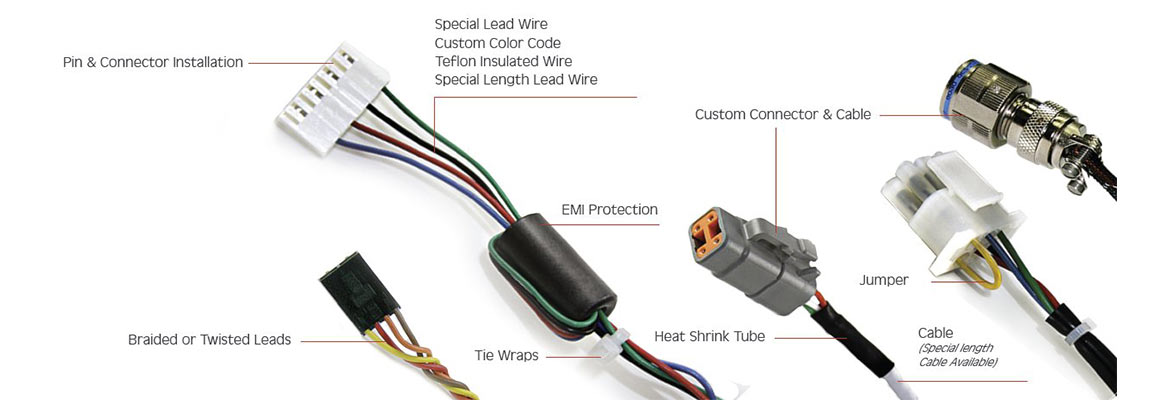 Special Lead Wire
Custom Color Code
Teflon Insulated Wire
Special Length Lead Wire
Pin & Connector Installation
Custom Connector & Cable
EMI Protection
Jumper
Braided or Twisted Leads
Tie Wraps
Heat Shrink Tube
Cable
(Special length
Cable Available)